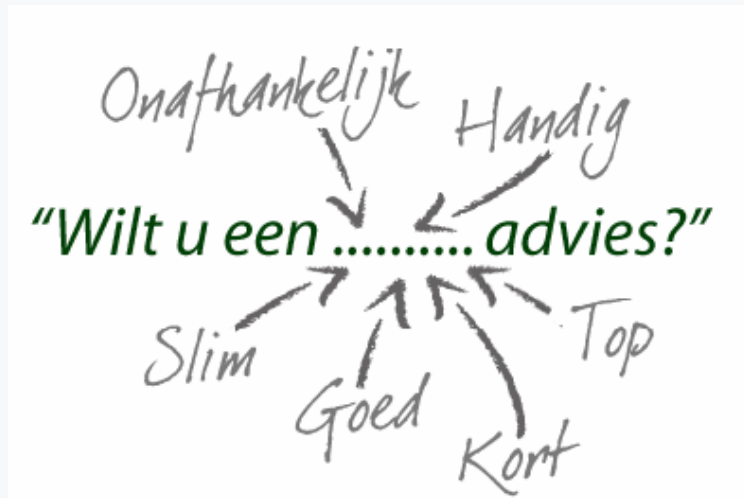 Onafhankelijk
Handig
“Wilt u een .......... advies?”
Slim
Top
Goed
Kort